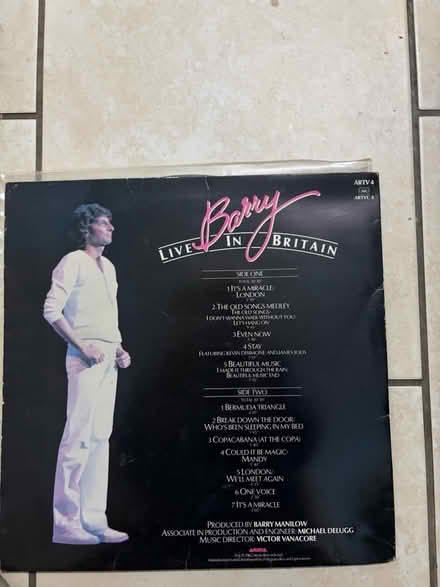 ARTV 4
ARTVC 4
Barry
LIVE IN BRITAIN
SIDE ONE
1 IT'S A MIRACLE:
LONDON
2 THE OLD SONGS MEDLEY
THE OLD SONGS:
I DON'T WANNA WALK WITHOUT YOU:
LET'S HANG ON
3 EVEN NOW
4 STAY
FEATURING KEVIN DISIMONE AND JAMES JOLIS
5 BEAUTIFUL MUSIC:
I MADE IT THROUGH THE RAIN:
BEAUTIFUL MUSIC END
SIDE TWO
1 BERMUDA TRIANGLE
2 BREAK DOWN THE DOOR:
WHO'S BEEN SLEEPING IN MY BED
3 COPACABANA (AT THE COPA)
4 COULD IT BE MAGIC:
MANDY
5 LONDON:
WE'LL MEET AGAIN
6 ONE VOICE
7 IT'S A MIRACLE
PRODUCED BY BARRY MANILOW
ASSOCIATE IN PRODUCTION AND ENGINEER: MICHAEL DELUGG
MUSIC DIRECTOR: VICTOR VANACORE
ARISTA